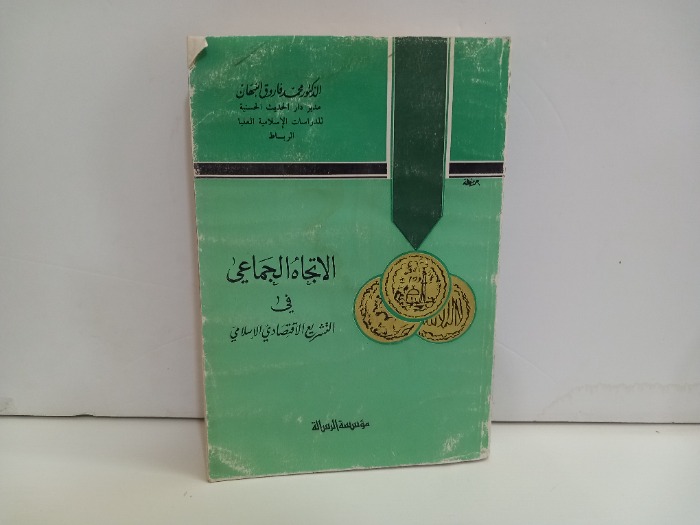 الدكتور محمد فاروق النبهان
مدير دار الحديث الحسنية
للدراسات الإسلامية العليا
الرباط
الاتجاه الجماعي
في
التشريع الاقتصادي الإسلامي
مؤسسة الرسالة